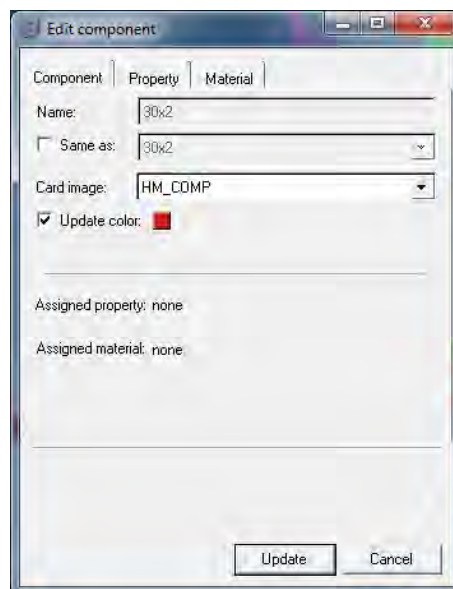 Edit component
Component Property Material
Name: 30x2
Same as: 30x2
Card image: HM_COMP
Update color:
Assigned property: none
Assigned material: none
Update Cancel